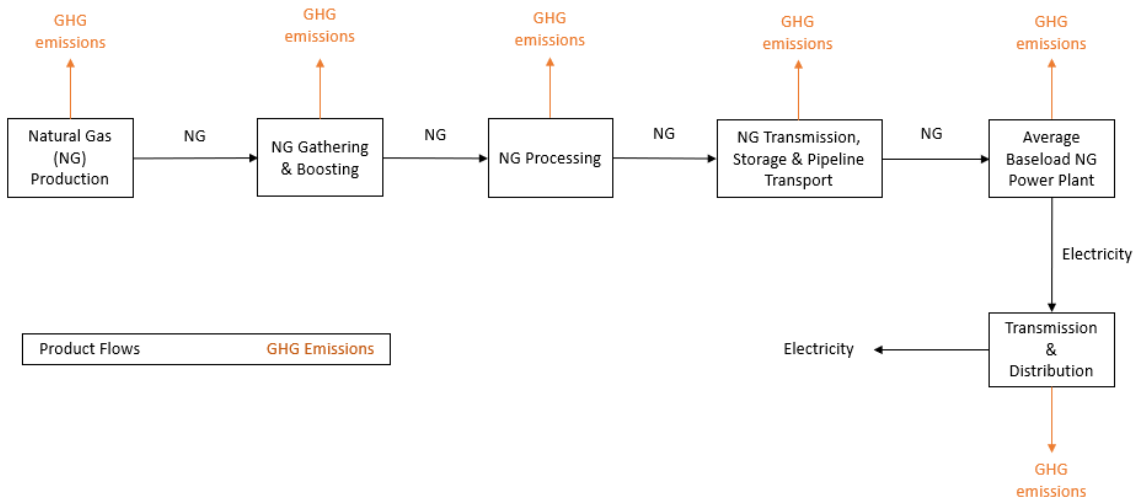 GHG
emissions
GHG
emissions
GHG
emissions
GHG
emissions
GHG
emissions
Natural Gas
(NG)
Production
NG
NG Gathering
& Boosting
NG
NG Processing
NG
NG Transmission,
Storage & Pipeline
Transport
NG
Average
Baseload NG
Power Plant
Electricity
Transmission
&
Distribution
Electricity
Product Flows
GHG Emissions
GHG
emissions